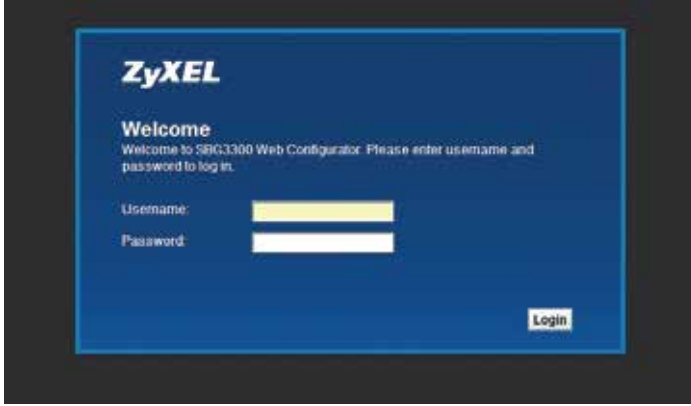 ZyXEL
Welcome
Welcome to SBG3300 Web Configurator. Please enter username and
password to log in.
Username:
Password:
Login